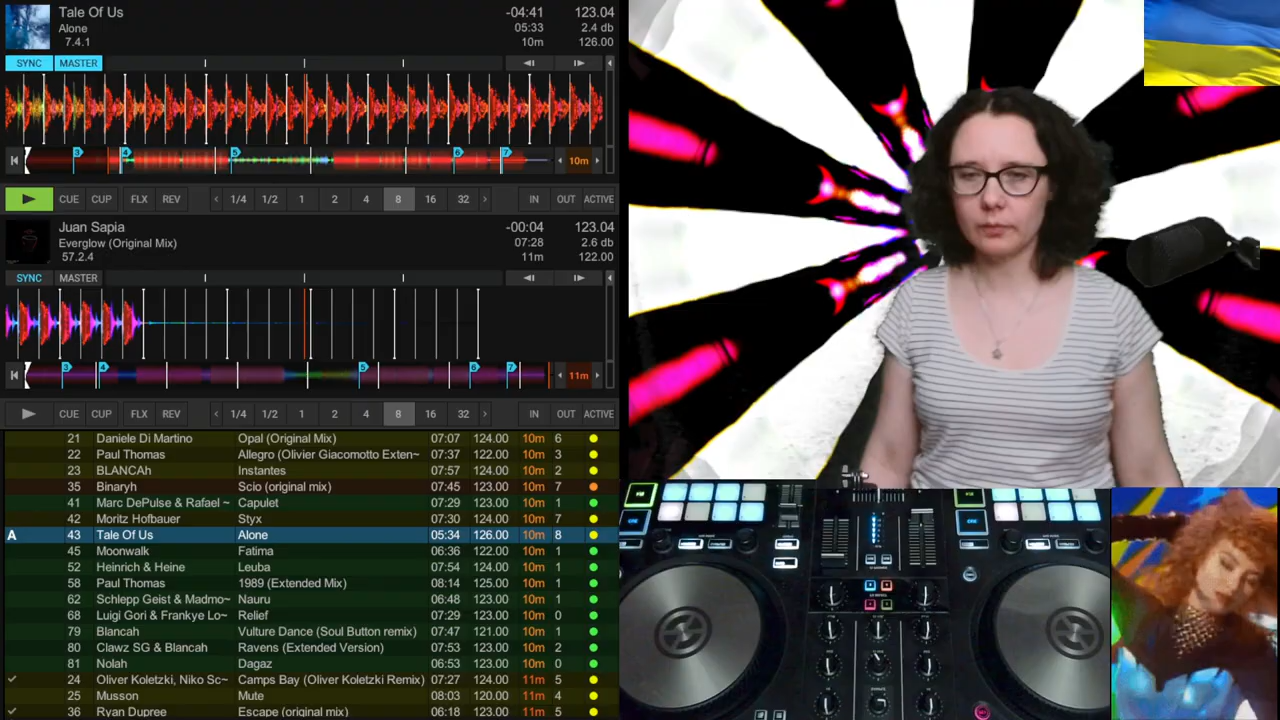 Tale Of Us -04:41 123.04
Alone 05:33 2.4 db
7.4.1 10m 126.00
SYNC MASTER
3 4 5 6 7 10m
CUE CUP FLX REV 1/4 1/2 1 2 4 8 16 32 IN OUT ACTIVE
Juan Sapia -00:04 123.04
Everglow (Original Mix) 07:28 2.6 db
57.2.4 11m 122.00
SYNC MASTER
3 4 5 6 7 11m
CUE CUP FLX REV 1/4 1/2 1 2 4 8 16 32 IN OUT ACTIVE
21 Daniele Di Martino Opal (Original Mix) 07:07 124.00 10m 6
22 Paul Thomas Allegro (Olivier Giacomotto Exten~ 07:37 122.00 10m 3
23 BLANCAh Instantes 07:57 124.00 10m 2
35 Binaryh Scio (original mix) 07:45 123.00 10m 7
41 Marc DePulse & Rafael ~ Capulet 07:29 123.00 10m 1
42 Moritz Hofbauer Styx 07:30 124.00 10m 7
A 43 Tale Of Us Alone 05:34 126.00 10m 8
45 Moonwalk Fatima 06:36 122.00 10m 1
52 Heinrich & Heine Leuba 07:54 124.00 10m 1
58 Paul Thomas 1989 (Extended Mix) 08:14 125.00 10m 1
62 Schlepp Geist & Madmo~ Nauru 06:48 123.00 10m 1
68 Luigi Gori & Frankye Lo~ Relief 07:29 123.00 10m 0
79 Blancah Vulture Dance (Soul Button remix) 07:47 121.00 10m 1
80 Clawz SG & Blancah Ravens (Extended Version) 07:53 123.00 10m 2
81 Nolah Dagaz 06:53 123.00 10m 0
24 Oliver Koletzki, Niko Sc~ Camps Bay (Oliver Koletzki Remix) 07:27 124.00 11m 5
25 Musson Mute 08:03 120.00 11m 4
36 Ryan Dupree Escape (original mix) 06:18 123.00 11m 5